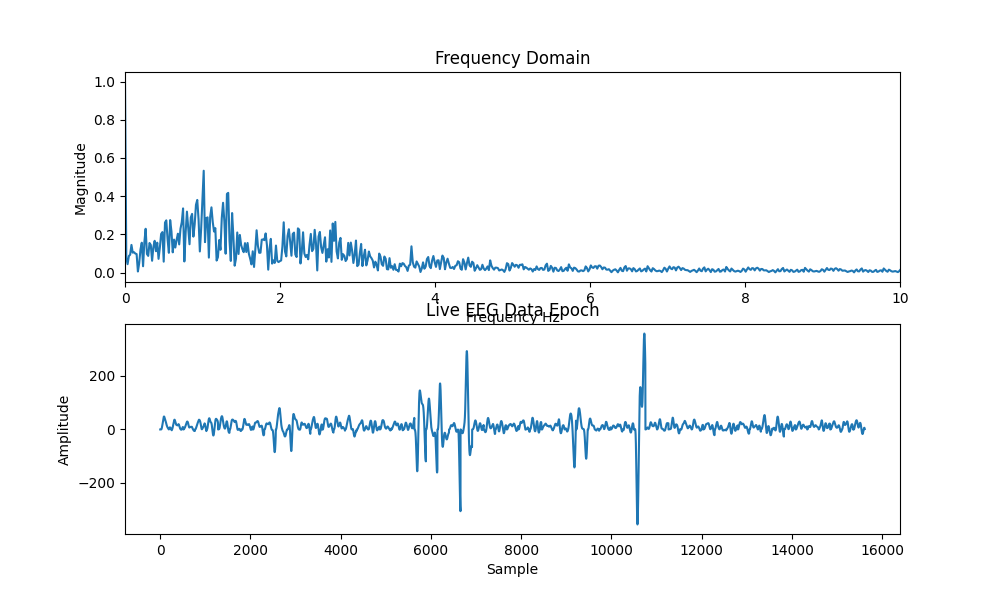 Frequency Domain
1.0
0.8
0.6
0.4
0.2
0.0
Magnitude
0 2 4 6 8 10
Frequency Hz
Live EEG Data Epoch
200
0
−200
Amplitude
0 2000 4000 6000 8000 10000 12000 14000 16000
Sample